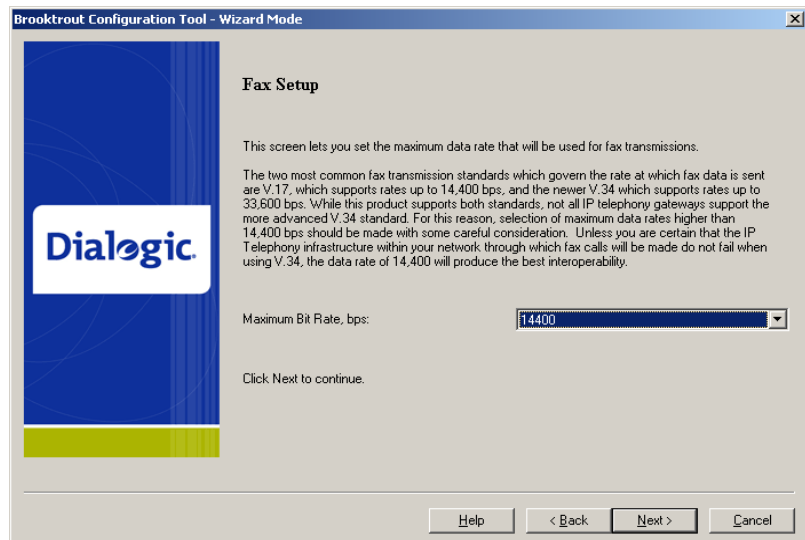 Brooktrout Configuration Tool - Wizard Mode
Fax Setup
This screen lets you set the maximum data rate that will be used for fax transmissions.
The two most common fax transmission standards which govern the rate at which fax data is sent
are V.17, which supports rates up to 14,400 bps, and the newer V.34 which supports rates up to
33,600 bps. While this product supports both standards, not all IP telephony gateways support the
more advanced V.34 standard. For this reason, selection of maximum data rates higher than
14,400 bps should be made with some careful consideration. Unless you are certain that the IP
Telephony infrastructure within your network through which fax calls will be made do not fail when
using V.34, the data rate of 14,400 will produce the best interoperability.
Dialogic.
Maximum Bit Rate, bps:
14400
Click Next to continue.
Help
< Back
Next >
Cancel